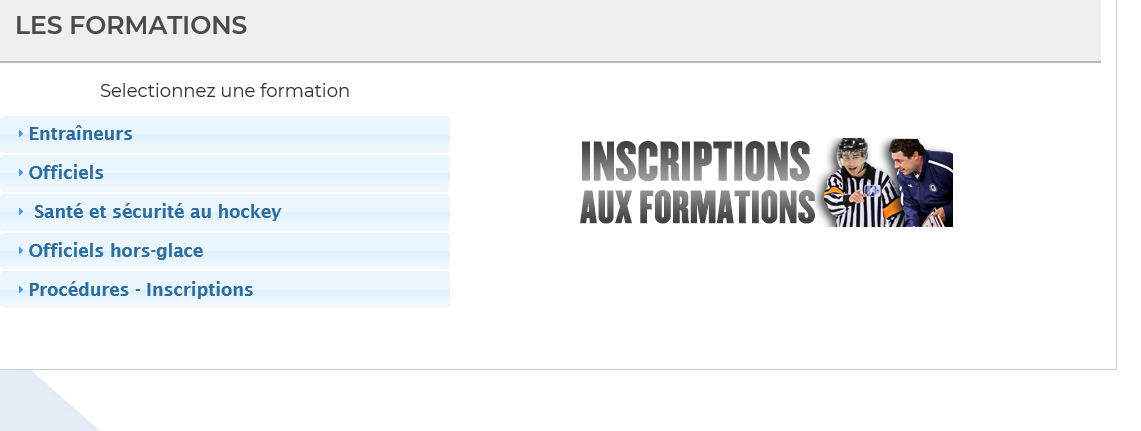 LES FORMATIONS
Selectionnez une formation
Entraîneurs
Officiels
Santé et sécurité au hockey
Officiels hors-glace
Procédures - Inscriptions
INSCRIPTIONS
AUX FORMATIONS